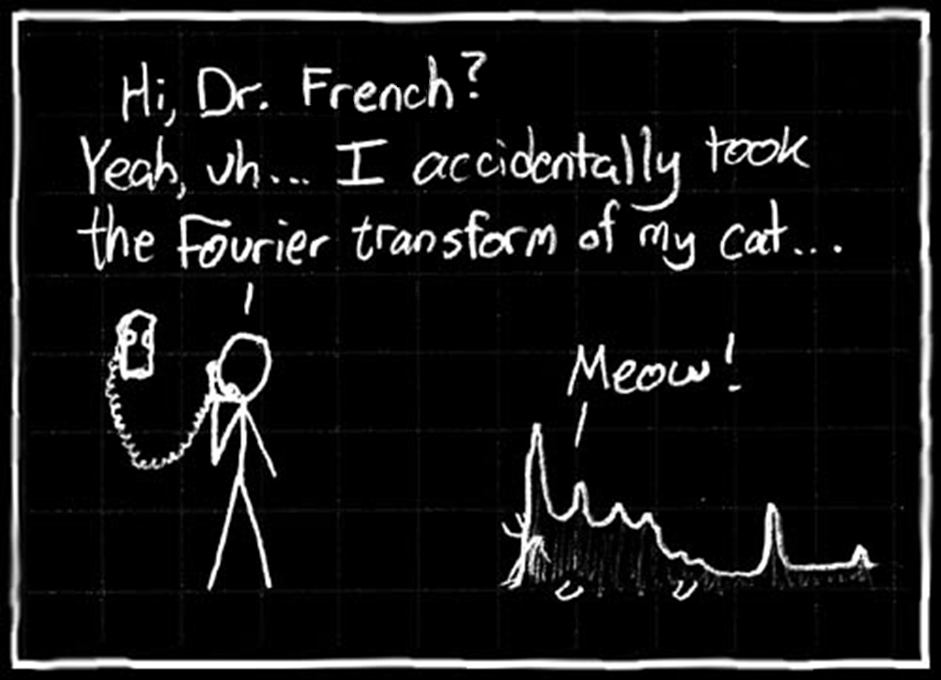 Hi, Dr. French?
Yeah, uh... I accidentally took
the Fourier transform of my cat...
Meow!